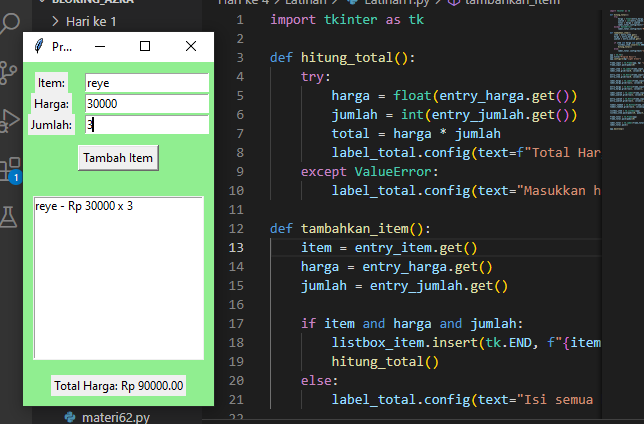 BLOKING_AZKA
Hari ke 1
Hari ke 4 > Latihan > Latihan1.py > tambahkan_item
Pr...
Item: reye
Harga: 30000
Jumlah: 3
Tambah Item
reye - Rp 30000 x 3
Total Harga: Rp 90000.00
materi62.py
1
1 import tkinter as tk
2
3 def hitung_total():
4 try:
5 harga = float(entry_harga.get())
6 jumlah = int(entry_jumlah.get())
7 total = harga * jumlah
8 label_total.config(text=f"Total Har
9 except ValueError:
10 label_total.config(text="Masukkan h
11
12 def tambahkan_item():
13 item = entry_item.get()
14 harga = entry_harga.get()
15 jumlah = entry_jumlah.get()
16
17 if item and harga and jumlah:
18 listbox_item.insert(tk.END, f"{item
19 hitung_total()
20 else:
21 label_total.config(text="Isi semua
22